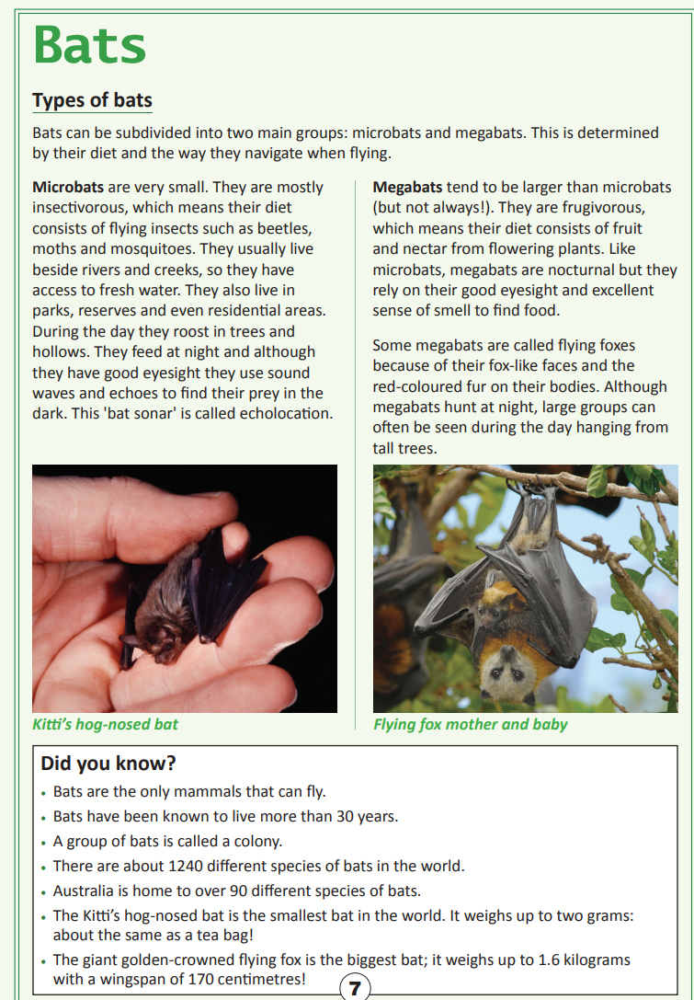 Bats
Types of bats
Bats can be subdivided into two main groups: microbats and megabats. This is determined
by their diet and the way they navigate when flying.
Microbats are very small. They are mostly
insectivorous, which means their diet
consists of flying insects such as beetles,
moths and mosquitoes. They usually live
beside rivers and creeks, so they have
access to fresh water. They also live in
parks, reserves and even residential areas.
During the day they roost in trees and
hollows. They feed at night and although
they have good eyesight they use sound
waves and echoes to find their prey in the
dark. This 'bat sonar' is called echolocation.
Megabats tend to be larger than microbats
(but not always!). They are frugivorous,
which means their diet consists of fruit
and nectar from flowering plants. Like
microbats, megabats are nocturnal but they
rely on their good eyesight and excellent
sense of smell to find food.
Some megabats are called flying foxes
because of their fox-like faces and the
red-coloured fur on their bodies. Although
megabats hunt at night, large groups can
often be seen during the day hanging from
tall trees.
Kitti's hog-nosed bat
Flying fox mother and baby
Did you know?
• Bats are the only mammals that can fly.
• Bats have been known to live more than 30 years.
• A group of bats is called a colony.
• There are about 1240 different species of bats in the world.
• Australia is home to over 90 different species of bats.
• The Kitti's hog-nosed bat is the smallest bat in the world. It weighs up to two grams:
about the same as a tea bag!
• The giant golden-crowned flying fox is the biggest bat; it weighs up to 1.6 kilograms
with a wingspan of 170 centimetres!
7